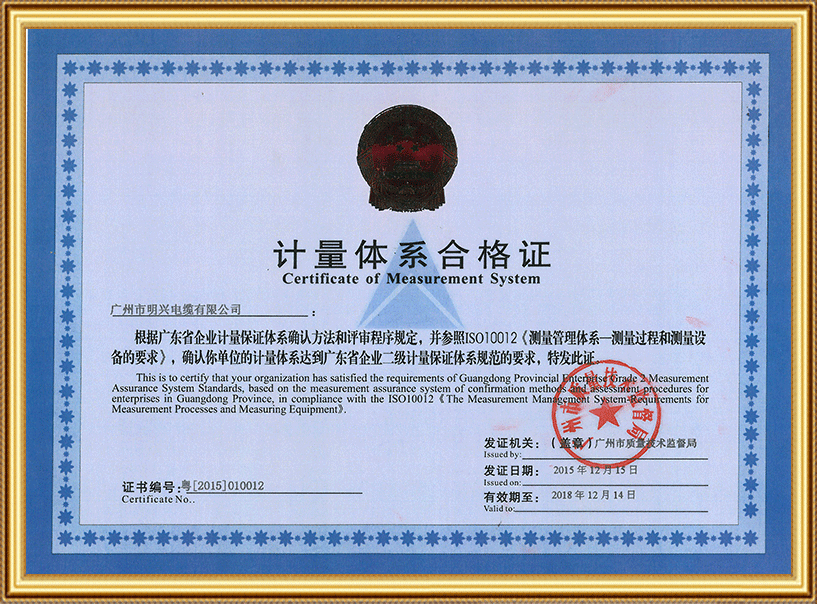 计量体系合格证
Certificate of Measurement System
广州市明兴电缆有限公司：
根据广东省企业计量保证体系确认方法和评审程序规定，并参照ISO10012《测量管理体系—测量过程和测量设
备的要求》，确认你单位的计量体系达到广东省企业二级计量保证体系规范的要求，特发此证。
This is to certify that your organization has satisfied the requirements of Guangdong Provincial Enterprise Grade 2 Measurement
Assurance System Standards, based on the measurement assurance system of confirmation methods and assessment procedures for
enterprises in Guangdong Province, in compliance with the ISO10012《The Measurement Management System-Requirements for
Measurement Processes and Measuring Equipment》.
发证机关：（盖章）广州市质量技术监督局
Issued by:
发证日期：2015年12月15日
Issued on:
有效期至：2018年12月14日
Valid to:
证书编号：粤[2015]010012
Certificate No..